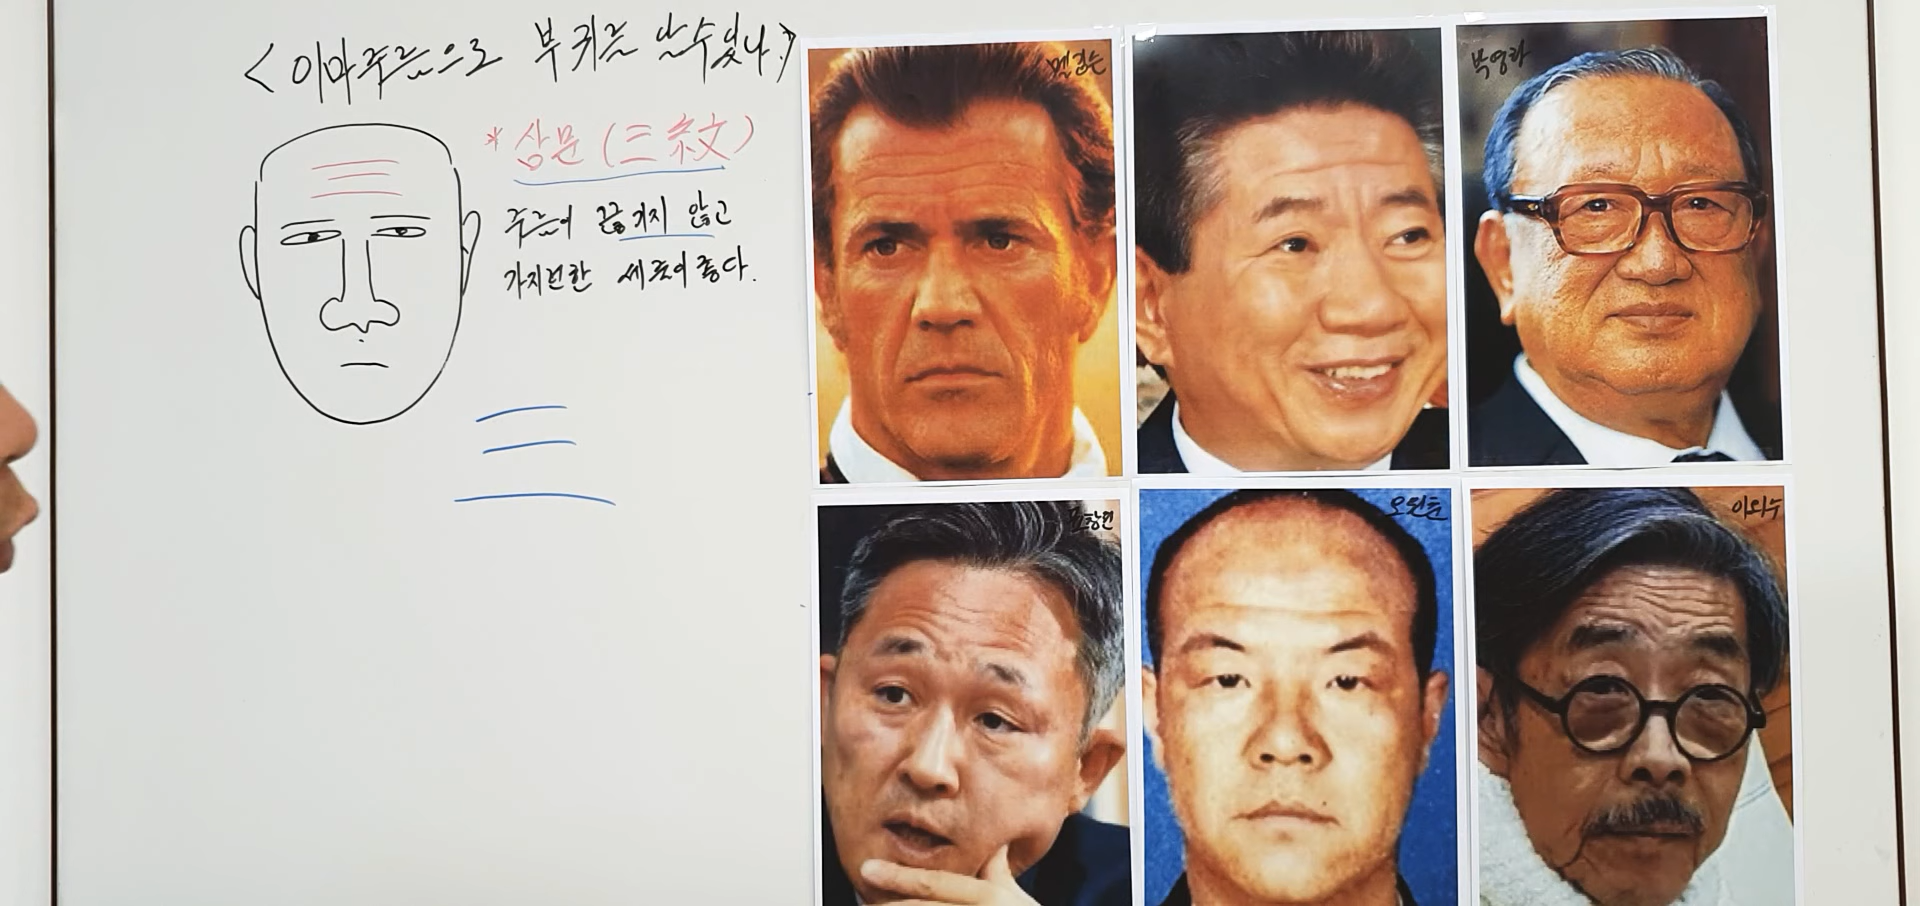 <이마주름으로 부귀를 알수있나?>
*삼문(三紋)
주름이 끊기지 않고
가지런한 세줄이 좋다.
멜깁슨
박영하
표창원
오원춘
이외수